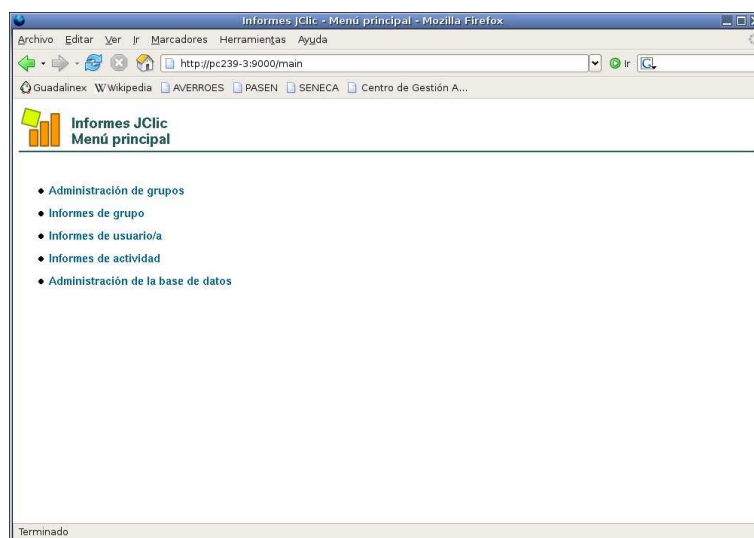 Informes JClic - Menú principal - Mozilla Firefox
Archivo Editar Ver Ir Marcadores Herramientas Ayuda
http://pc239-3:9000/main Ir G
Guadalinex Wikipedia AVERROES PASEN SENECA Centro de Gestión A...
Informes JClic
Menú principal
Administración de grupos
Informes de grupo
Informes de usuario/a
Informes de actividad
Administración de la base de datos
Terminado